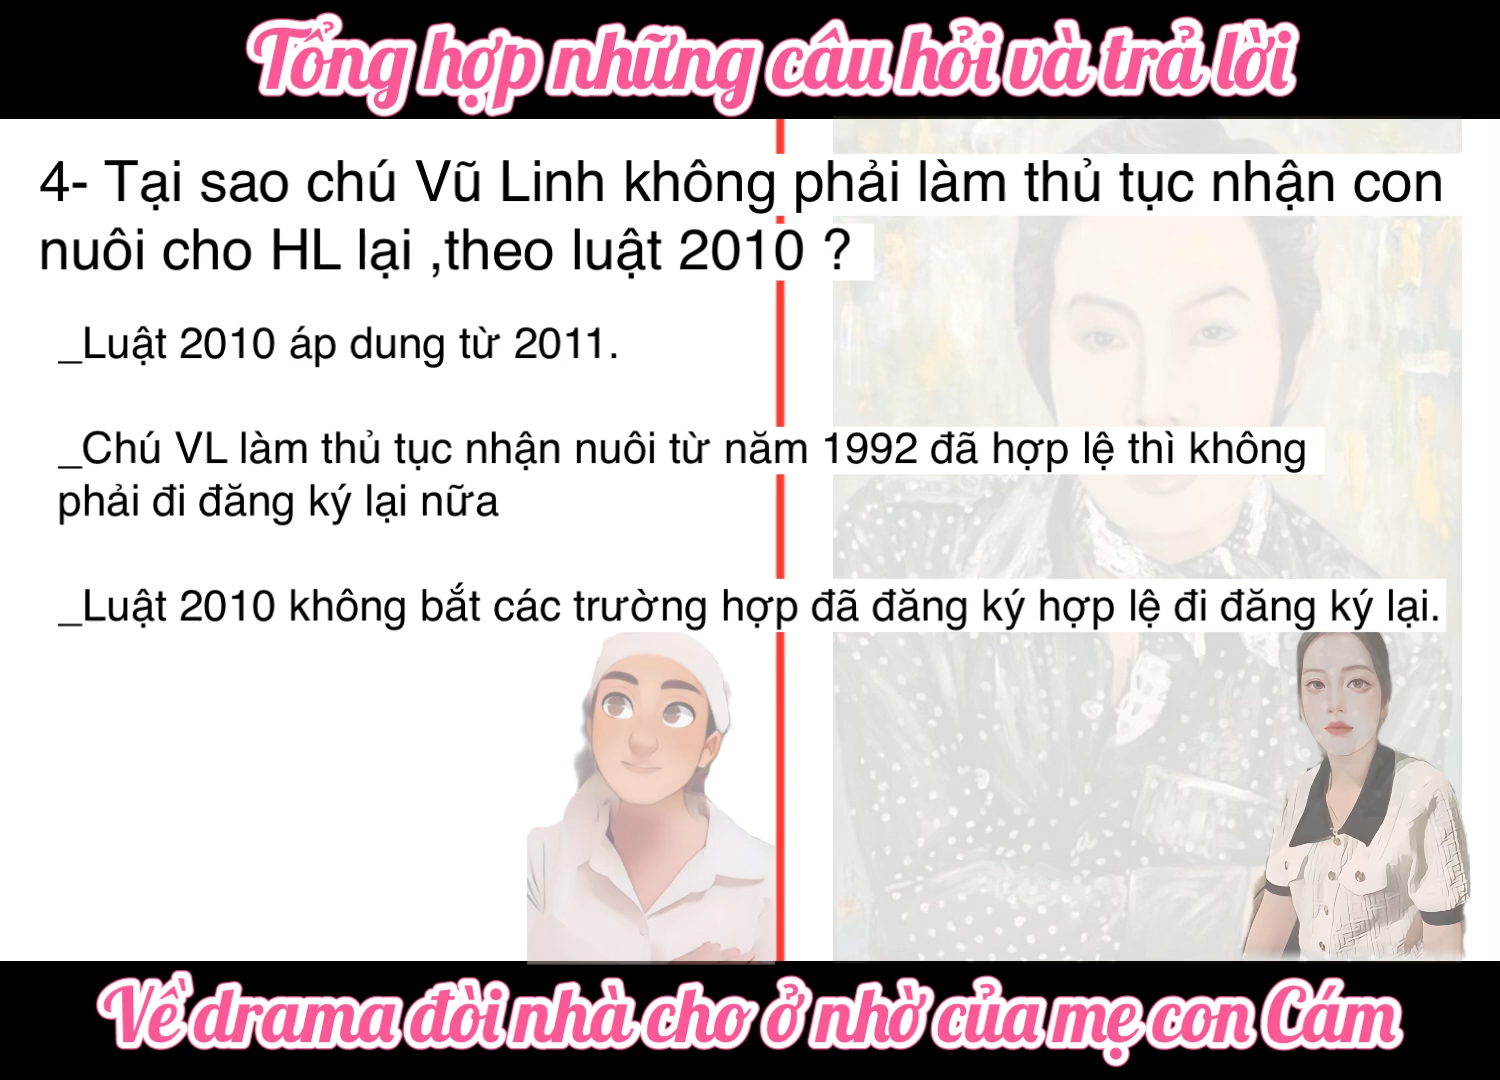 Tổng hợp những câu hỏi và trả lời
4- Tại sao chú Vũ Linh không phải làm thủ tục nhận con
nuôi cho HL lại ,theo luật 2010 ?
_Luật 2010 áp dung từ 2011.
_Chú VL làm thủ tục nhận nuôi từ năm 1992 đã hợp lệ thì không
phải đi đăng ký lại nữa
_Luật 2010 không bắt các trường hợp đã đăng ký hợp lệ đi đăng ký lại.
Về drama đòi nhà cho ở nhờ của mẹ con Cám